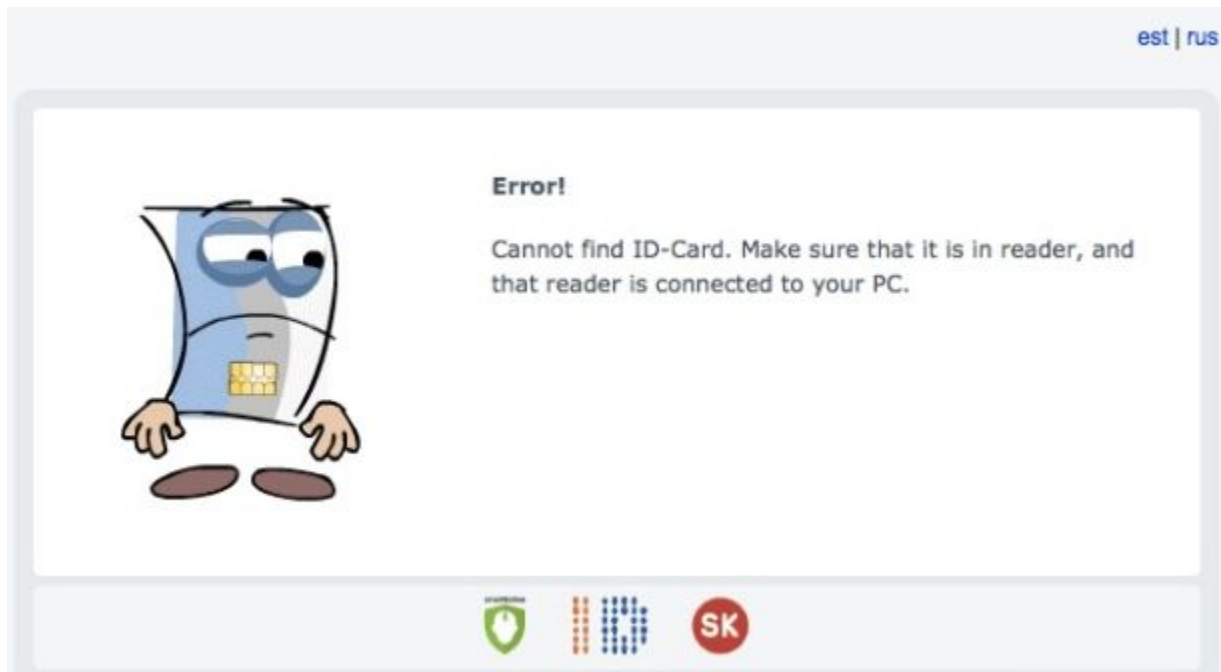 est | rus
Error!
Cannot find ID-Card. Make sure that it is in reader, and
that reader is connected to your PC.
ID
SK